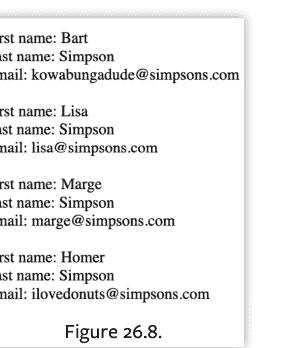 rst name: Bart
ast name: Simpson
mail: kowabungadude@simpsons.com
rst name: Lisa
ast name: Simpson
mail: lisa@simpsons.com
rst name: Marge
ast name: Simpson
mail: marge@simpsons.com
rst name: Homer
ast name: Simpson
mail: ilovedonuts@simpsons.com
Figure 26.8.